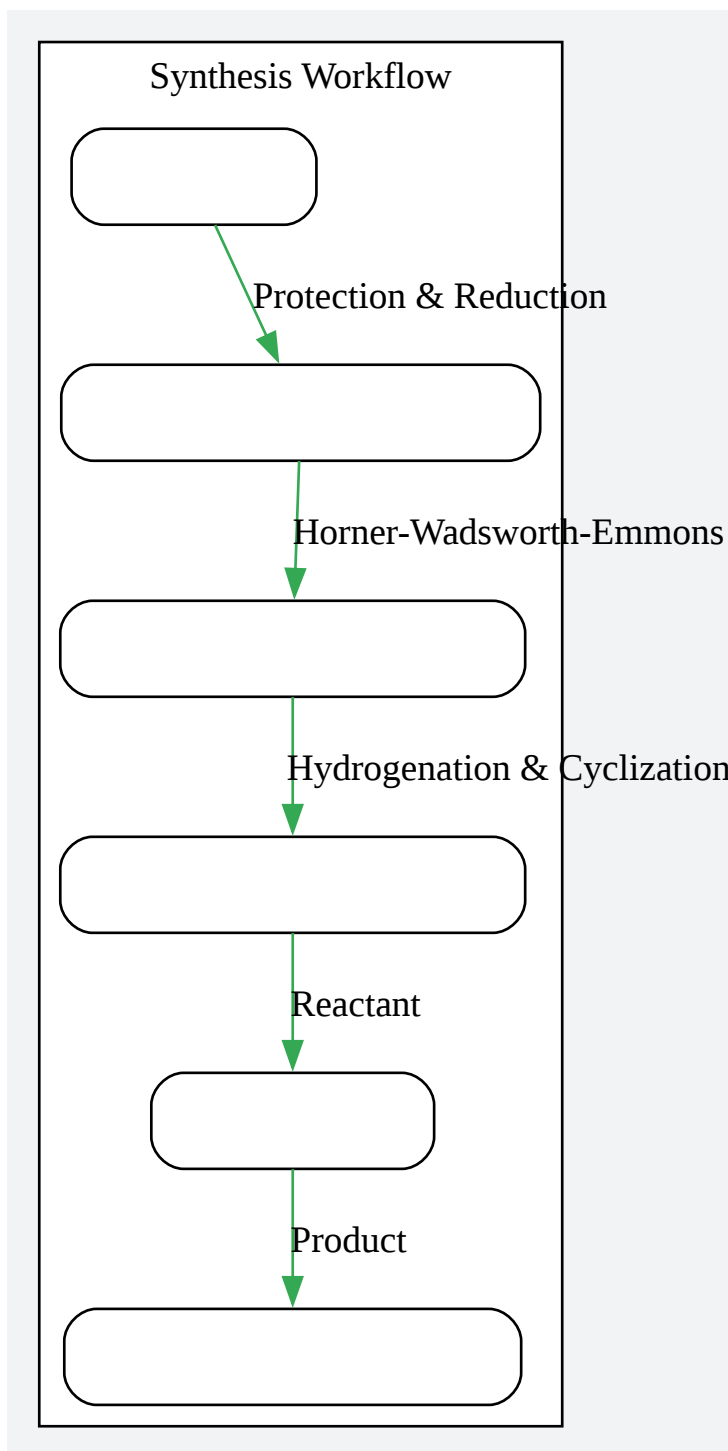 Synthesis Workflow
Protection & Reduction
Horner-Wadsworth-Emmons
Hydrogenation & Cyclization
Reactant
Product